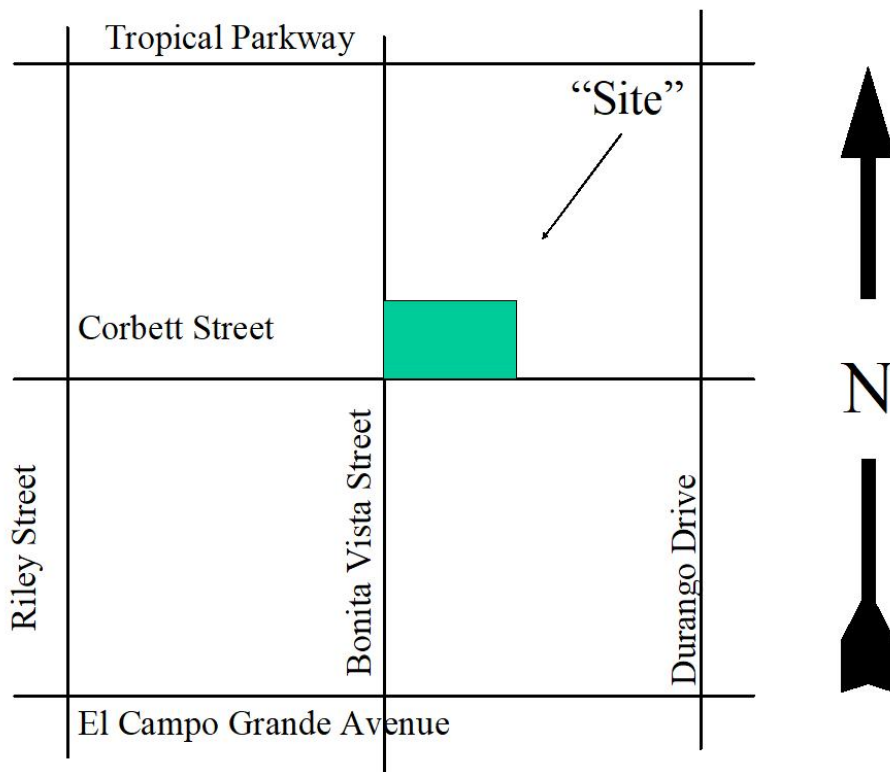 Tropical Parkway
“Site”
Corbett Street
N
Riley Street
Bonita Vista Street
Durango Drive
El Campo Grande Avenue